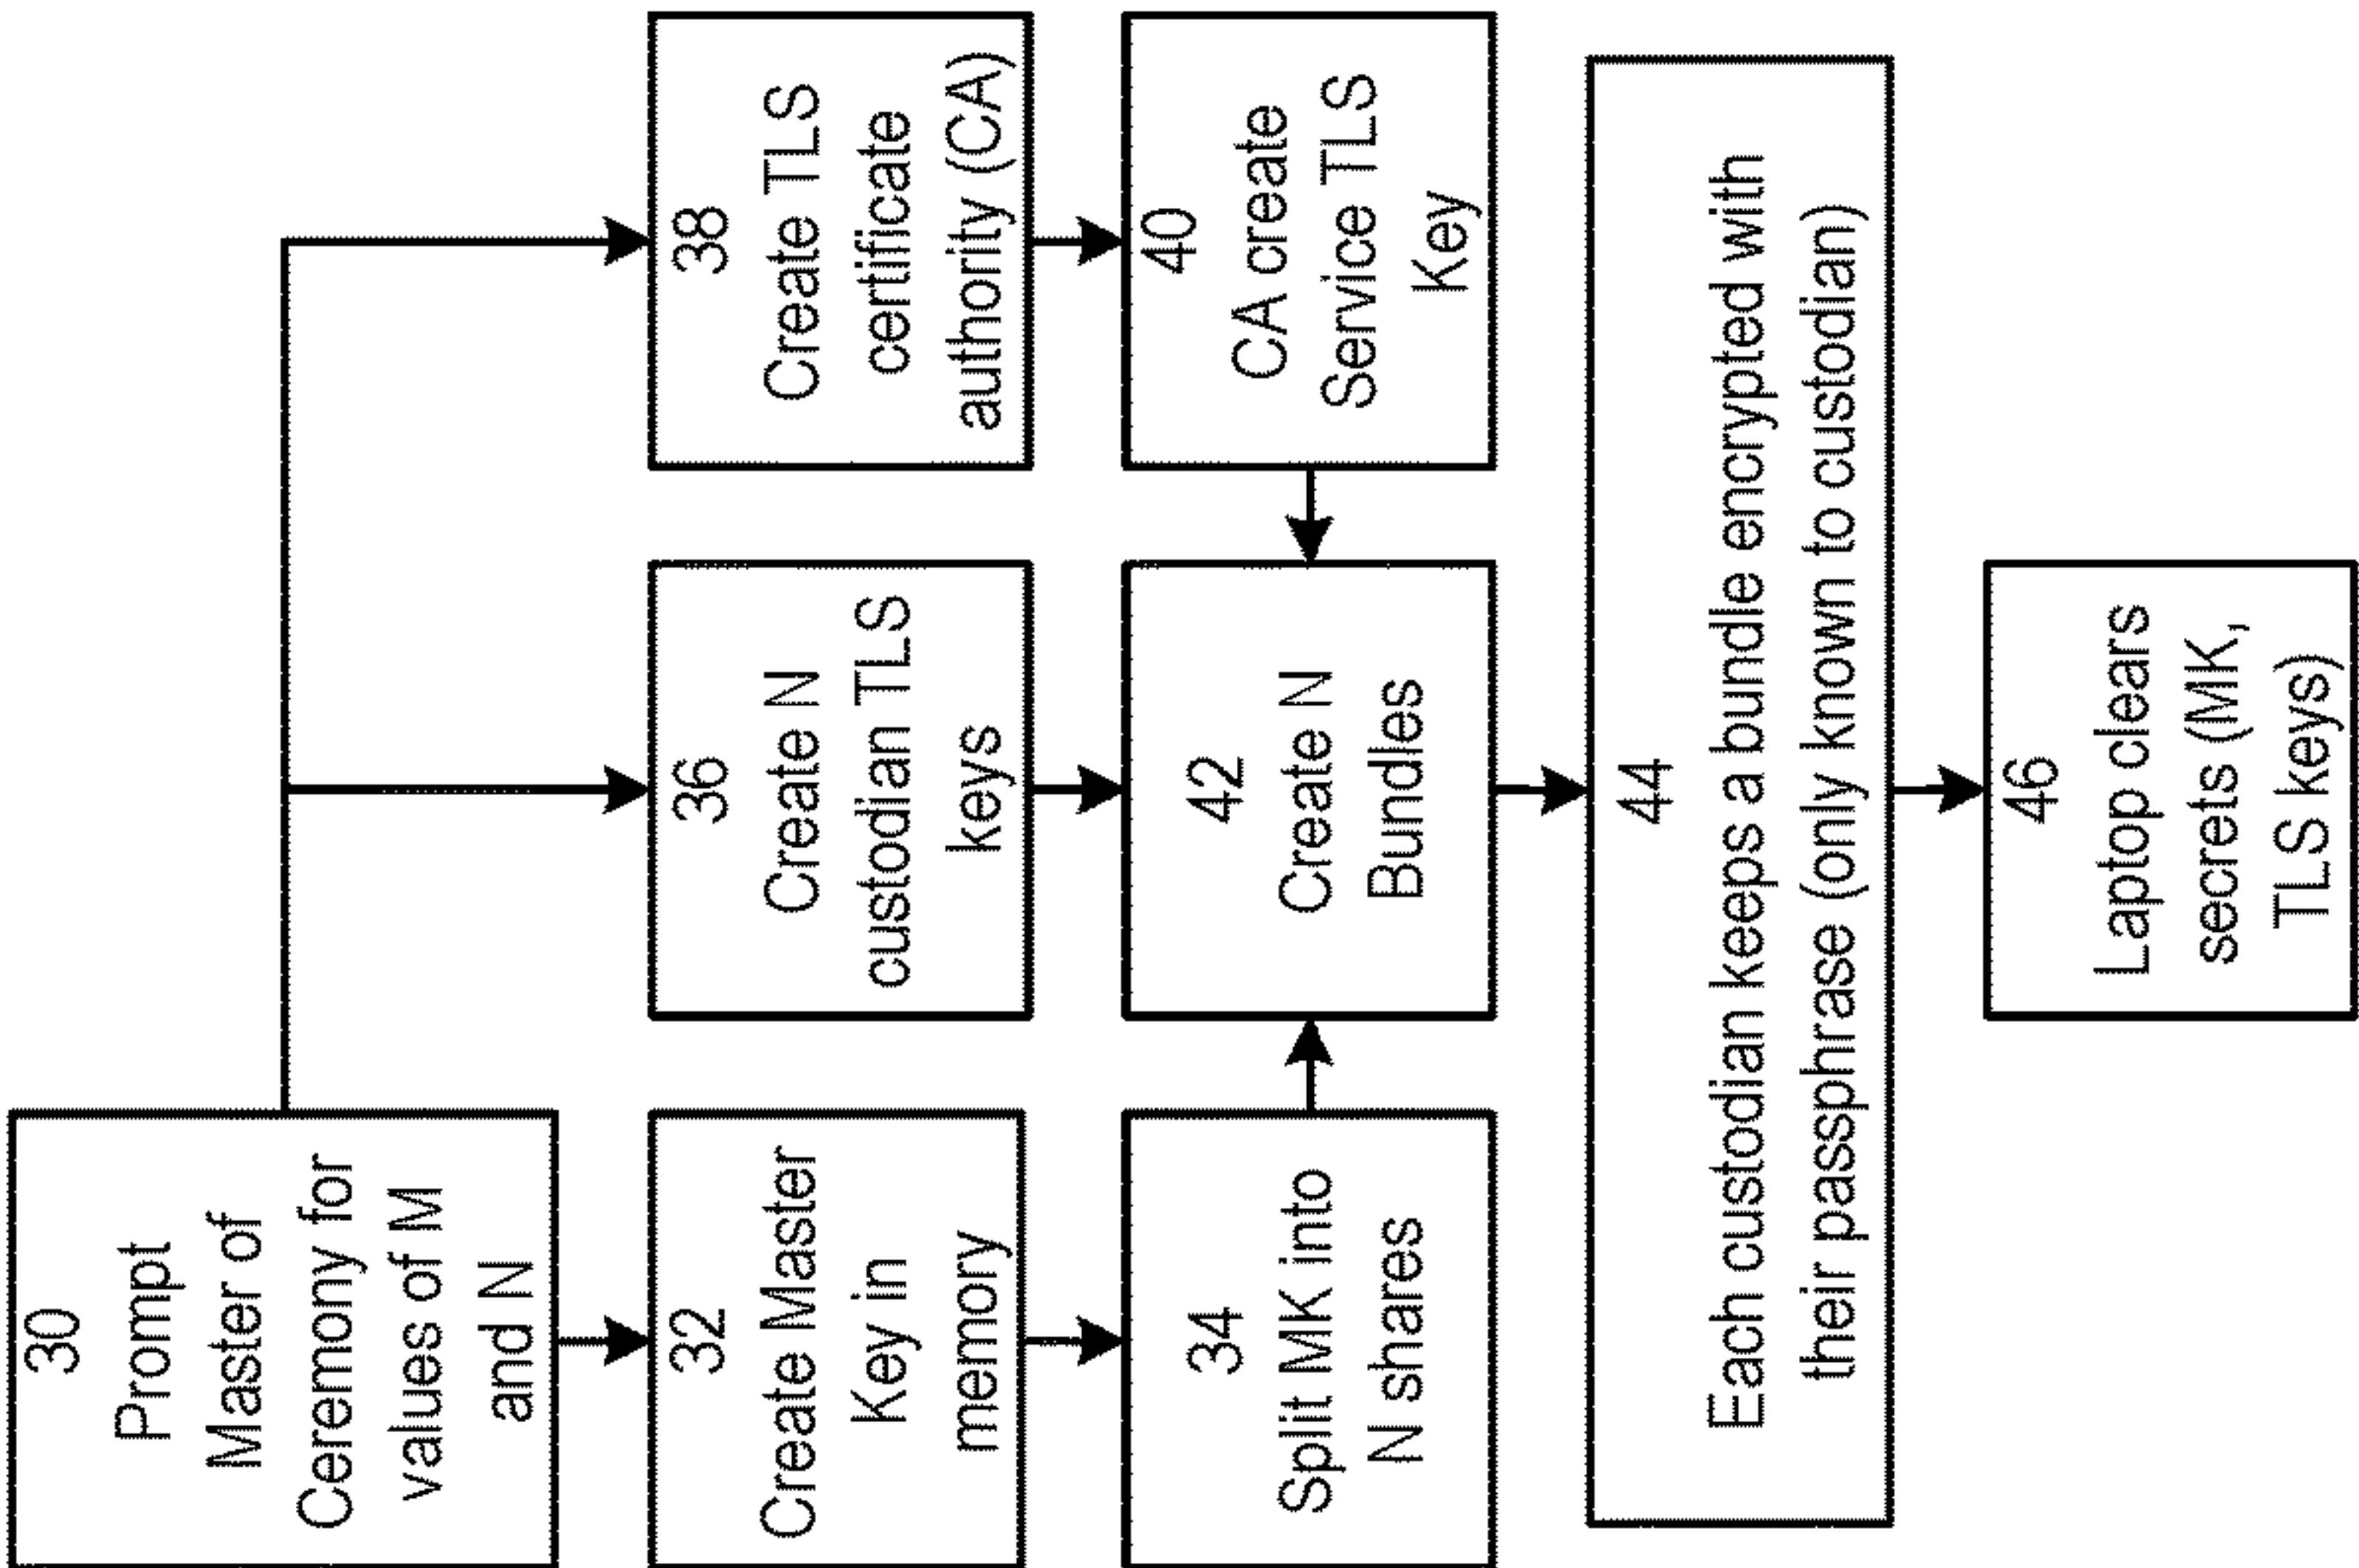 30
Prompt
Master of
Ceremony for
values of M
and N
32
Create Master
Key in
memory
34
Split MK into
N shares
36
Create N
custodian TLS
keys
38
Create TLS
certificate
authority (CA)
40
CA create
Service TLS
Key
42
Create N
Bundles
44
Each custodian keeps a bundle encrypted with
their passphrase (only known to custodian)
46
Laptop clears
secrets (MK,
TLS keys)